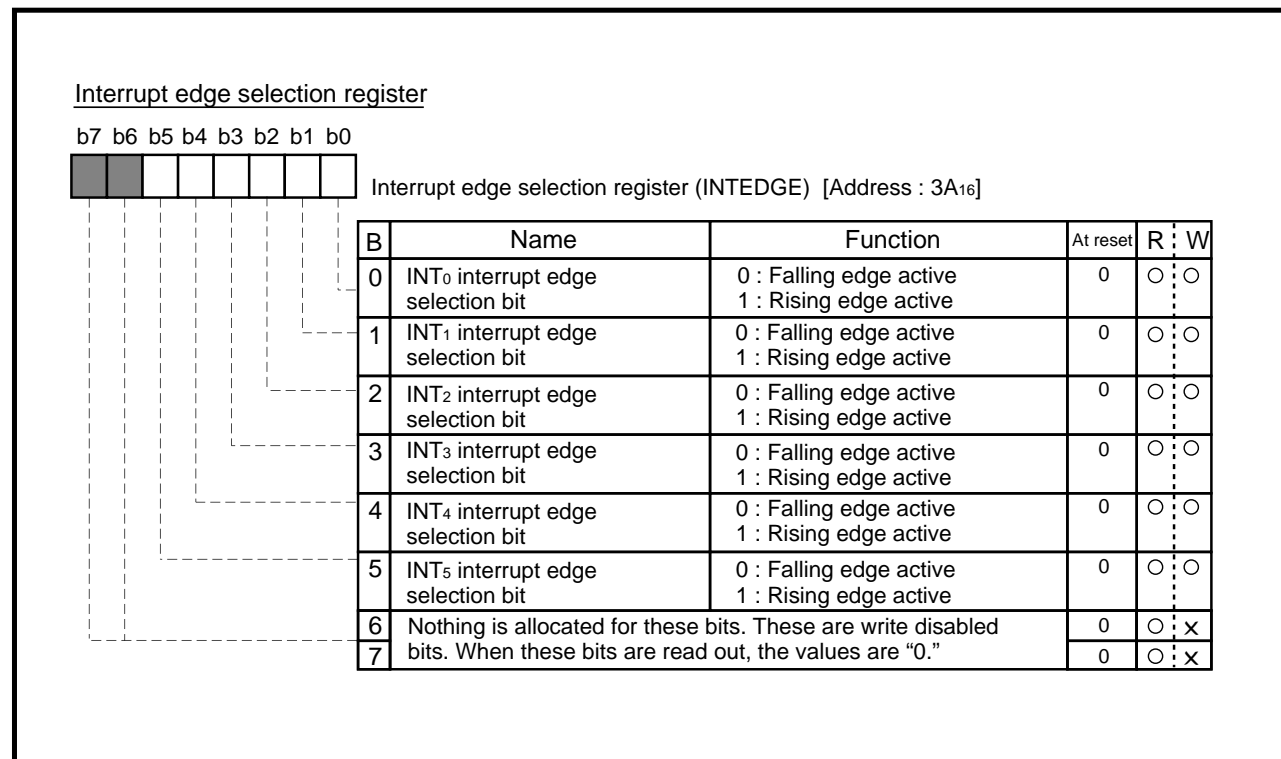 Interrupt edge selection register
b7 b6 b5 b4 b3 b2 b1 b0
Interrupt edge selection register (INTEDGE) [Address : 3A16]
B Name Function At reset R W
0 INT0 interrupt edge 0 : Falling edge active 0 ○ ○
selection bit 1 : Rising edge active
1 INT1 interrupt edge 0 : Falling edge active 0 ○ ○
selection bit 1 : Rising edge active
2 INT2 interrupt edge 0 : Falling edge active 0 ○ ○
selection bit 1 : Rising edge active
3 INT3 interrupt edge 0 : Falling edge active 0 ○ ○
selection bit 1 : Rising edge active
4 INT4 interrupt edge 0 : Falling edge active 0 ○ ○
selection bit 1 : Rising edge active
5 INT5 interrupt edge 0 : Falling edge active 0 ○ ○
selection bit 1 : Rising edge active
6 Nothing is allocated for these bits. These are write disabled 0 ○ ×
7 bits. When these bits are read out, the values are “0.” 0 ○ ×